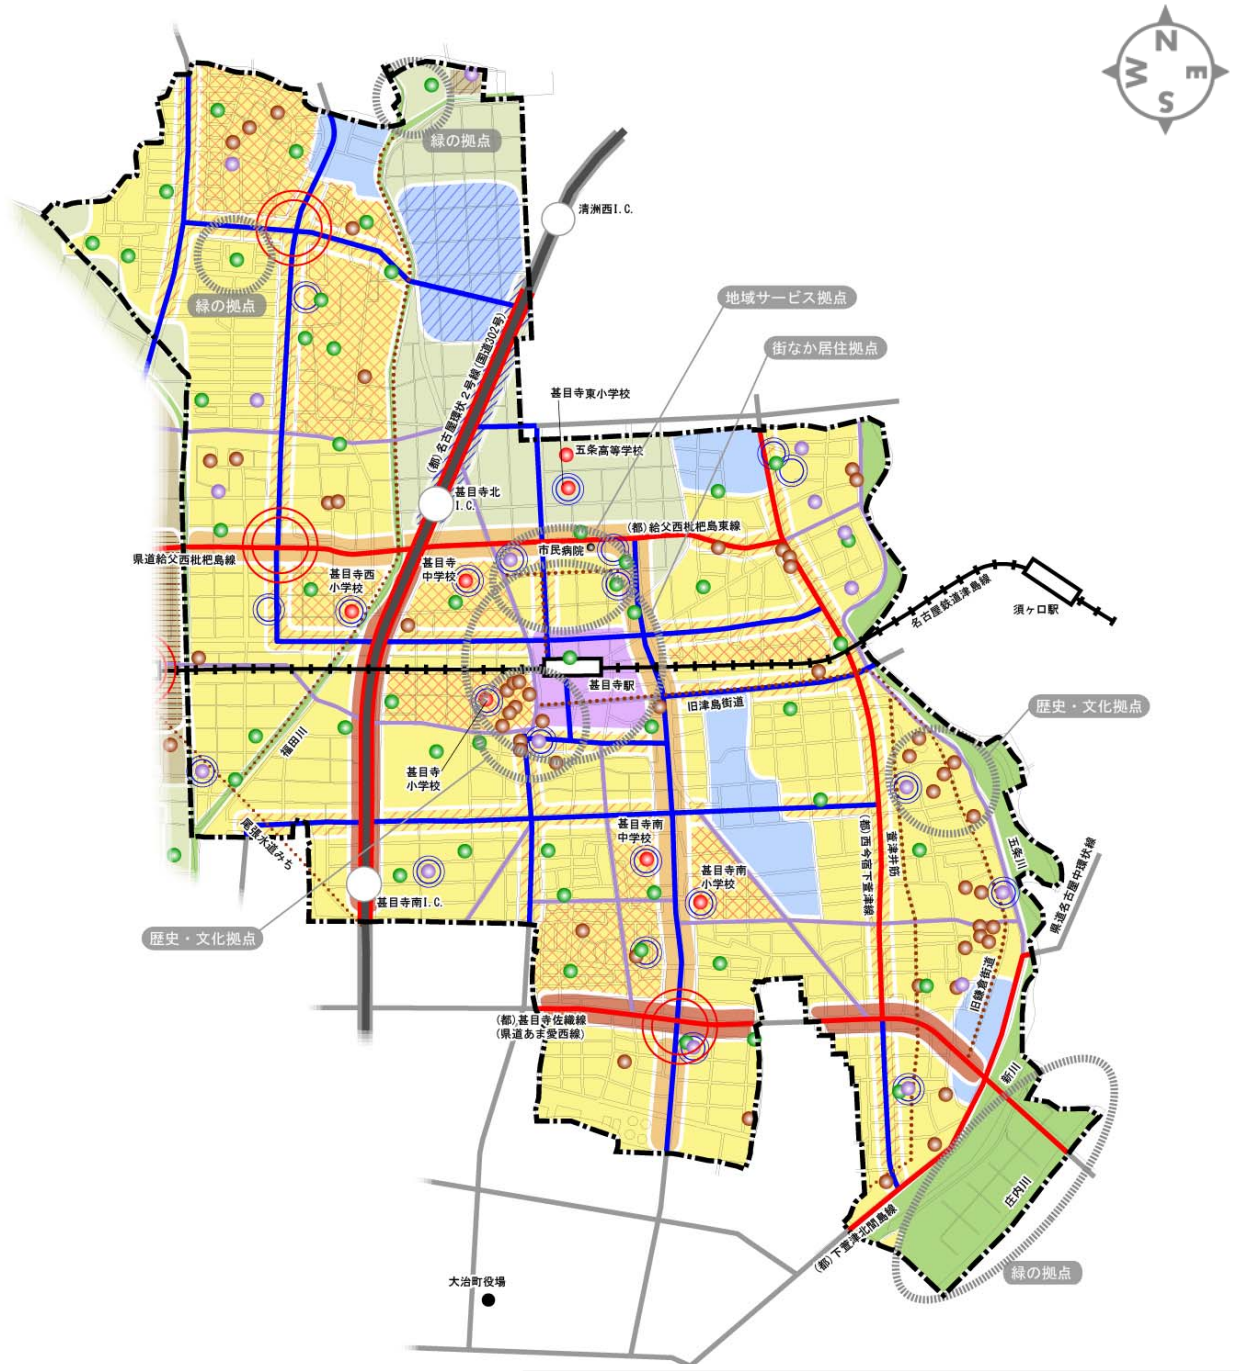 N
W
E
S
緑の拠点
清洲西I.C.
緑の拠点
地域サービス拠点
(都)名古屋環状2号線(国道302号)
街なか居住拠点
甚目寺東小学校
五条高等学校
甚目寺北
I.C.
(都)給父西枇杷島東線
県道給父西枇杷島線
市民病院
甚目寺
中学校
甚目寺西
小学校
名古屋鉄道津島線
須ヶ口駅
甚目寺駅
旧津島街道
歴史・文化拠点
福田川
甚目寺
小学校
尾張水道みち
甚目寺南
中学校
甚目寺南
小学校
(都)西今宿下萱津線
萱津井筋
五条川
県道名古屋中環状線
甚目寺南I.C.
歴史・文化拠点
旧鎌倉街道
(都)甚目寺佐織線
(県道あま愛西線)
新川
庄内川
(都)下萱津北間島線
緑の拠点
大治町役場